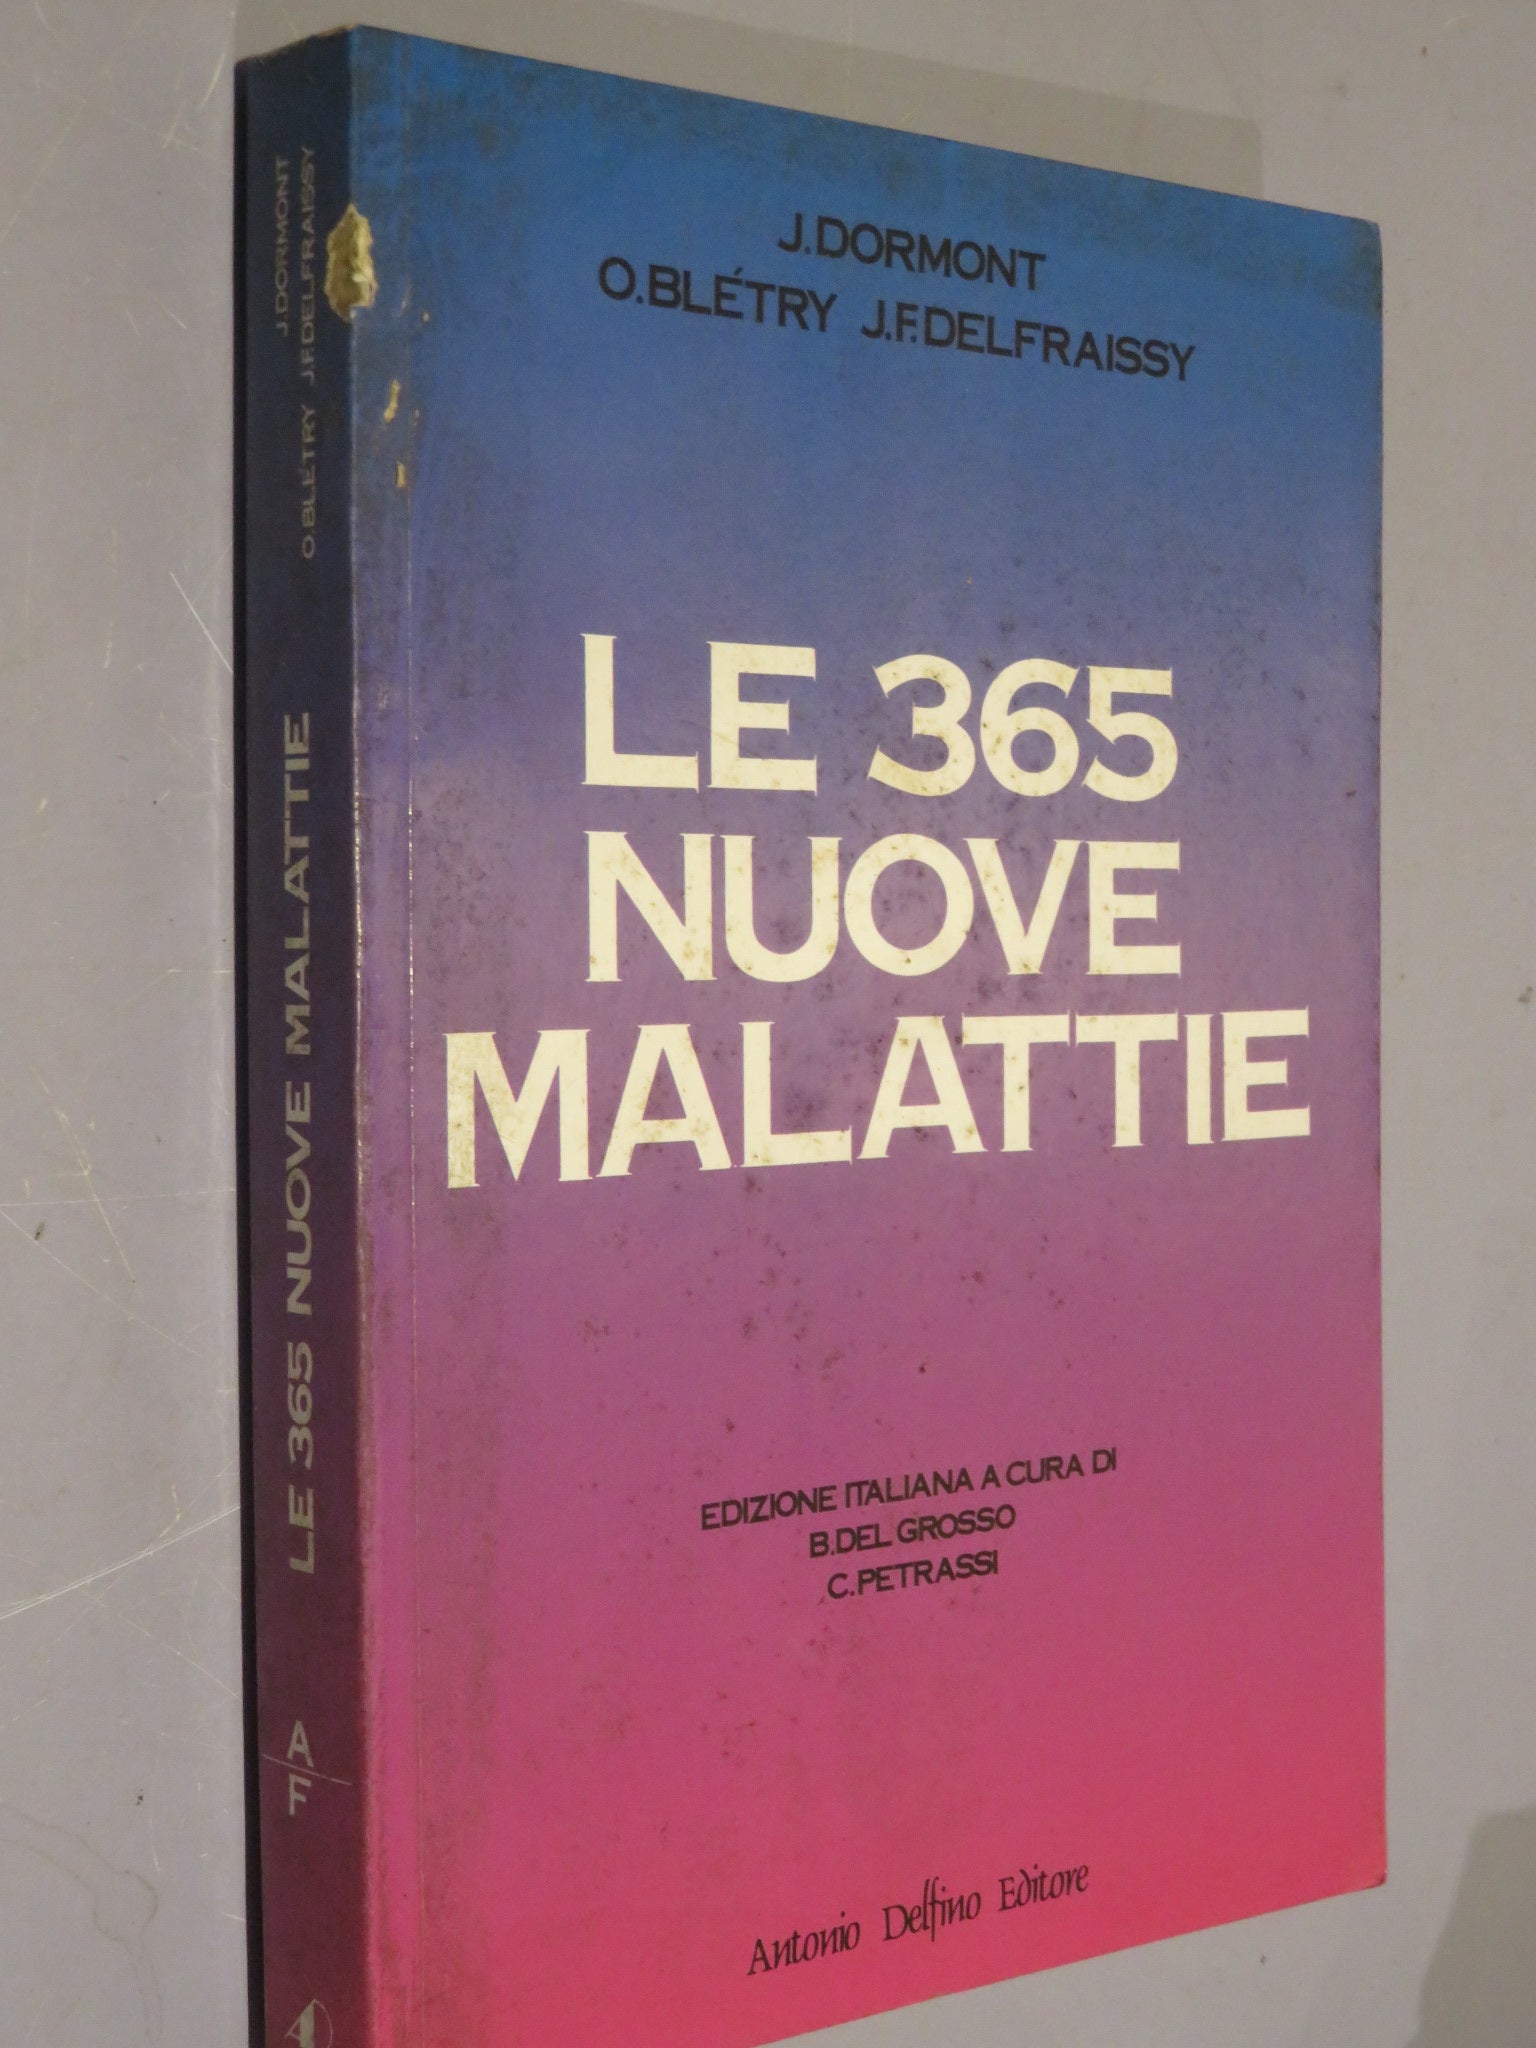 J.DORMONT
O.BLÉTRY J.F.DELFRAISSY
LE 365
NUOVE
MALATTIE
EDIZIONE ITALIANA A CURA DI
B.DEL GROSSO
C.PETRASSI
Antonio Delfino Editore
J.DORMONT
O.BLÉTRY J.F.DELFRAISSY
LE 365 NUOVE MALATTIE